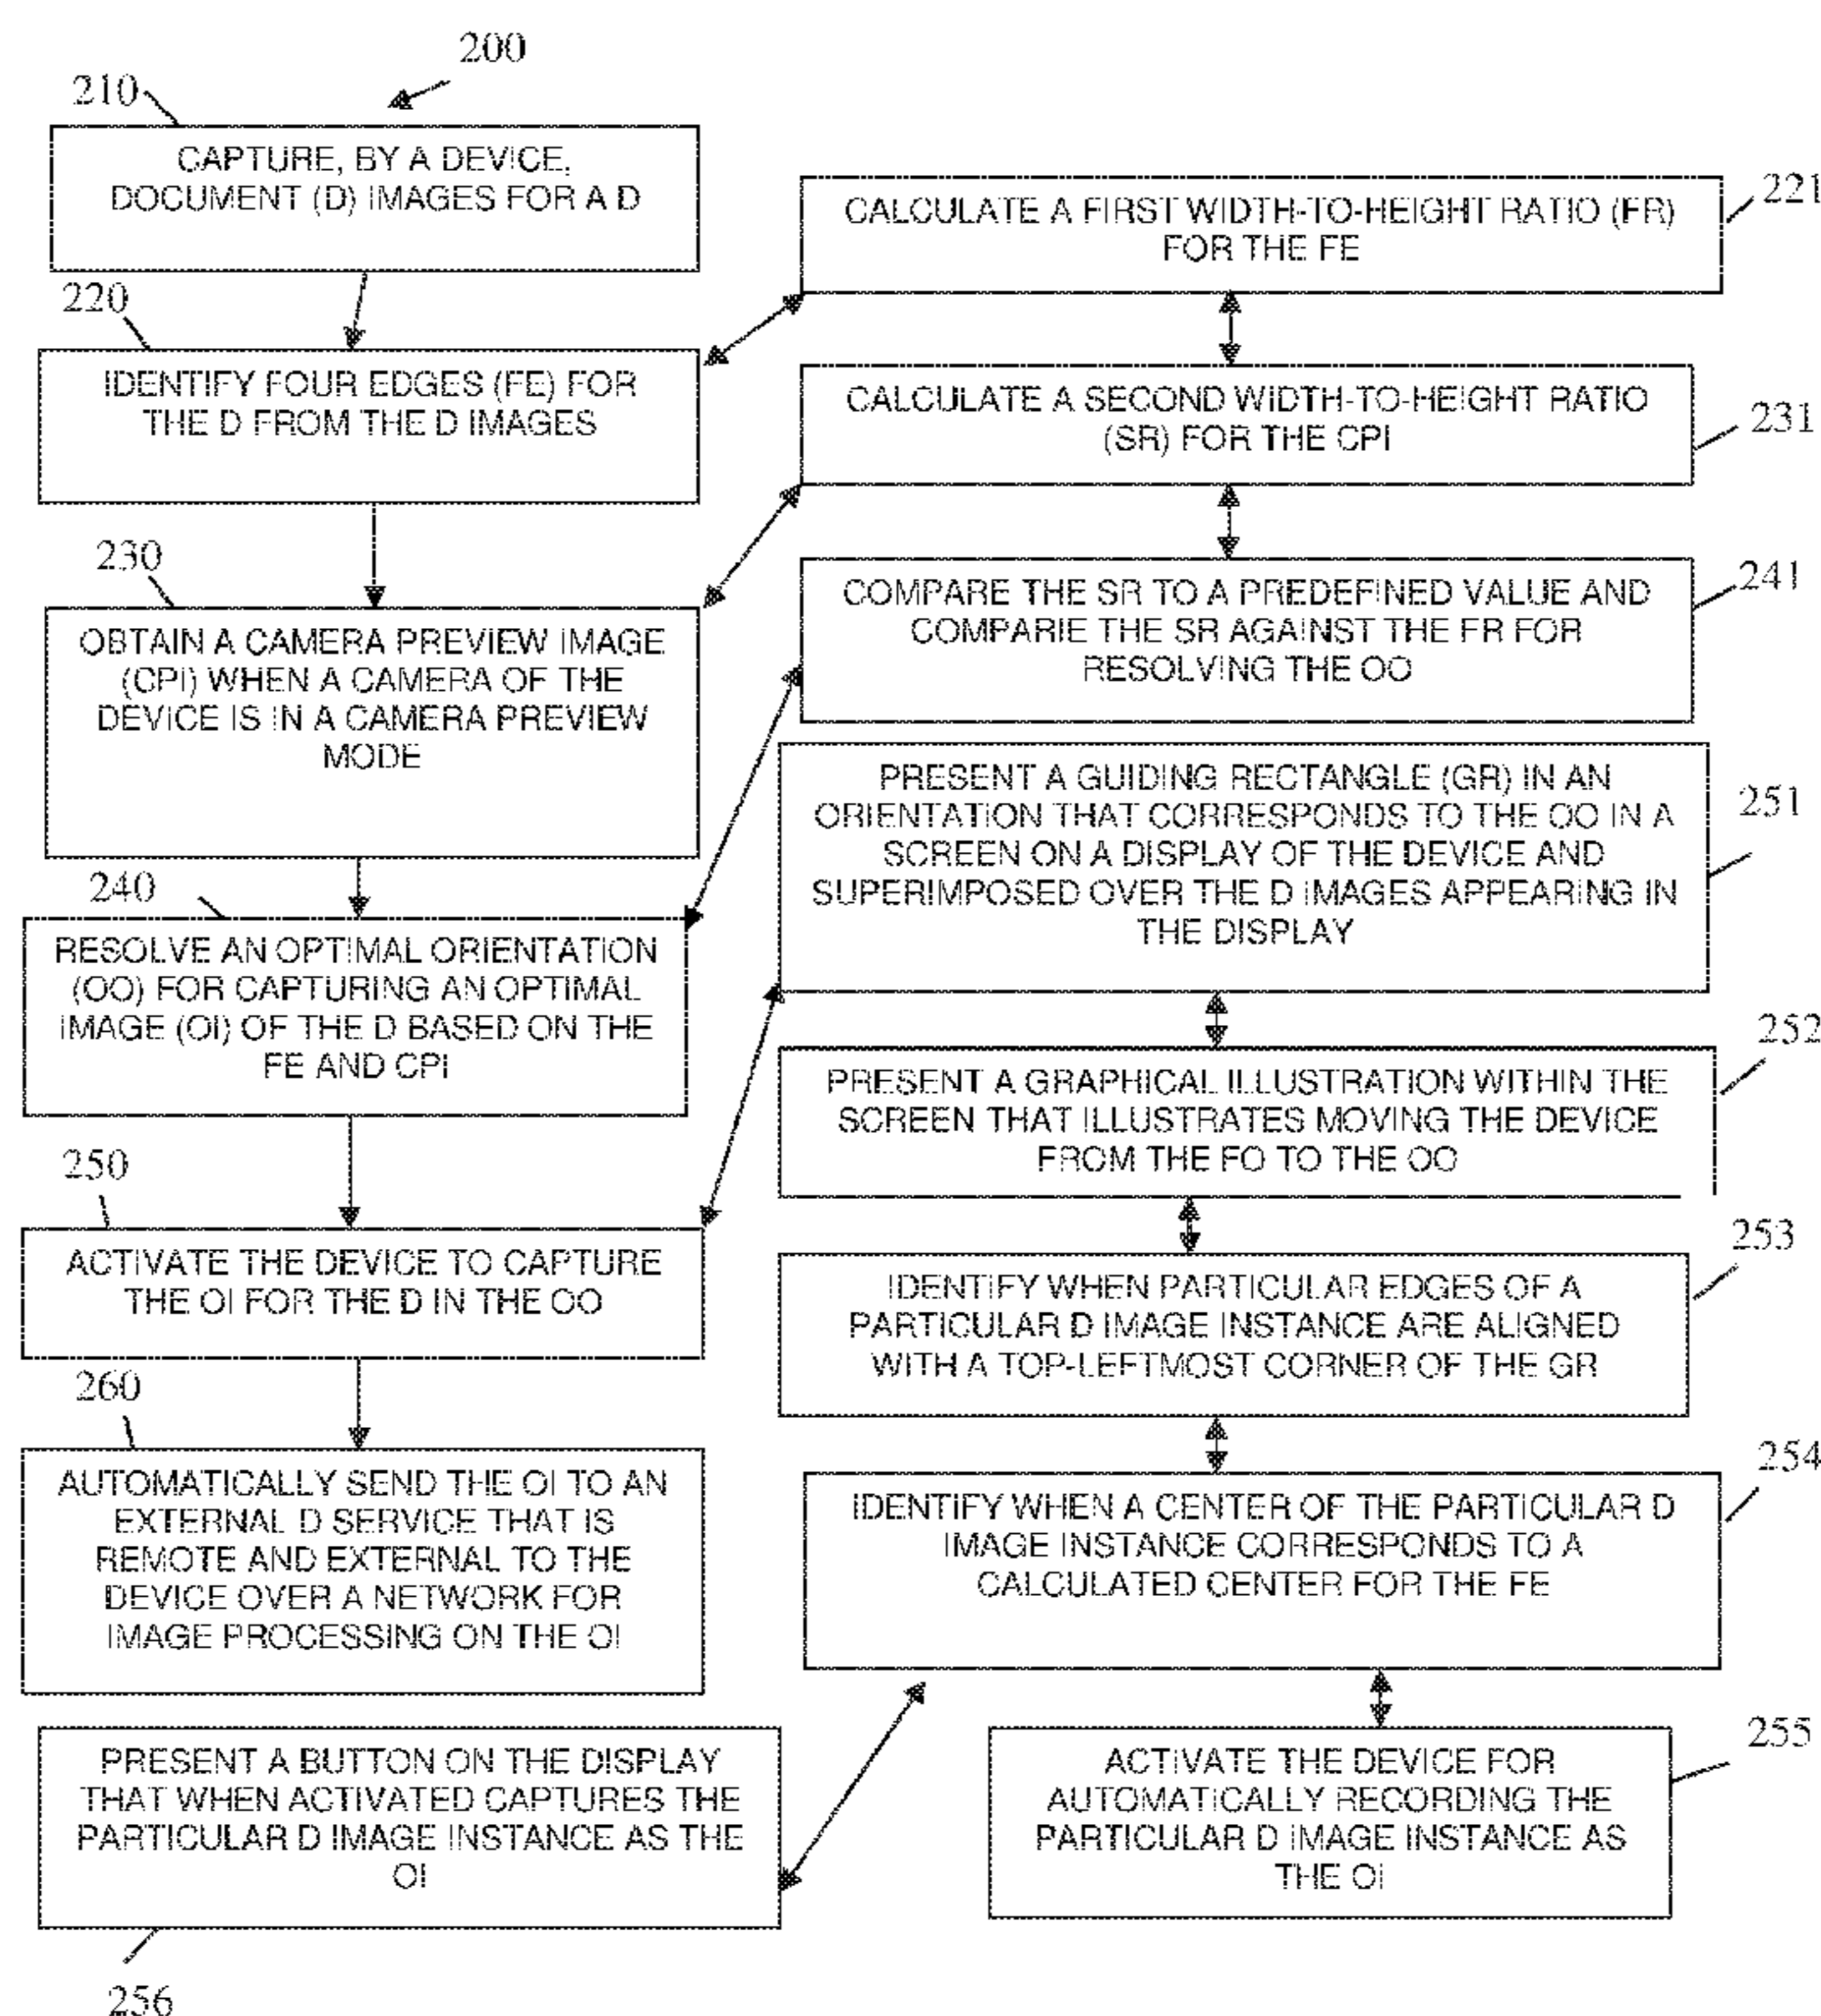 200
210
CAPTURE, BY A DEVICE,
DOCUMENT (D) IMAGES FOR A D
220
IDENTIFY FOUR EDGES (FE) FOR
THE D FROM THE D IMAGES
230
OBTAIN A CAMERA PREVIEW IMAGE
(CPI) WHEN A CAMERA OF THE
DEVICE IS IN A CAMERA PREVIEW
MODE
240
RESOLVE AN OPTIMAL ORIENTATION
(OO) FOR CAPTURING AN OPTIMAL
IMAGE (OI) OF THE D BASED ON THE
FE AND CPI
250
ACTIVATE THE DEVICE TO CAPTURE
THE OI FOR THE D IN THE OO
260
AUTOMATICALLY SEND THE OI TO AN
EXTERNAL D SERVICE THAT IS
REMOTE AND EXTERNAL TO THE
DEVICE OVER A NETWORK FOR
IMAGE PROCESSING ON THE OI
221
CALCULATE A FIRST WIDTH-TO-HEIGHT RATIO (FR)
FOR THE FE
231
CALCULATE A SECOND WIDTH-TO-HEIGHT RATIO
(SR) FOR THE CPI
241
COMPARE THE SR TO A PREDEFINED VALUE AND
COMPARIE THE SR AGAINST THE FR FOR
RESOLVING THE OO
251
PRESENT A GUIDING RECTANGLE (GR) IN AN
ORIENTATION THAT CORRESPONDS TO THE OO IN A
SCREEN ON A DISPLAY OF THE DEVICE AND
SUPERIMPOSED OVER THE D IMAGES APPEARING IN
THE DISPLAY
252
PRESENT A GRAPHICAL ILLUSTRATION WITHIN THE
SCREEN THAT ILLUSTRATES MOVING THE DEVICE
FROM THE FO TO THE OO
253
IDENTIFY WHEN PARTICULAR EDGES OF A
PARTICULAR D IMAGE INSTANCE ARE ALIGNED
WITH A TOP-LEFTMOST CORNER OF THE GR
254
IDENTIFY WHEN A CENTER OF THE PARTICULAR D
IMAGE INSTANCE CORRESPONDS TO A
CALCULATED CENTER FOR THE FE
255
ACTIVATE THE DEVICE FOR
AUTOMATICALLY RECORDING THE
PARTICULAR D IMAGE INSTANCE AS
THE OI
PRESENT A BUTTON ON THE DISPLAY
THAT WHEN ACTIVATED CAPTURES THE
PARTICULAR D IMAGE INSTANCE AS THE
OI
256